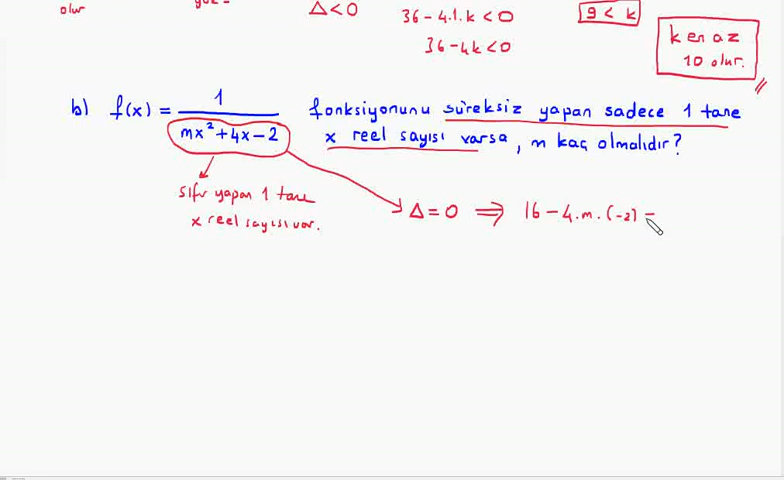 olur
Δ<0 36-4.1.k<0 9<k
36-4k<0
k en az
10 olur.
b) f(x) = 1/(mx²+4x-2) fonksiyonunu süreksiz yapan sadece 1 tane
x reel sayısı varsa, m kaç olmalıdır?
sıfır yapan 1 tane
x reel sayısı var.
Δ=0 ⇒ 16-4.m.(-2) =